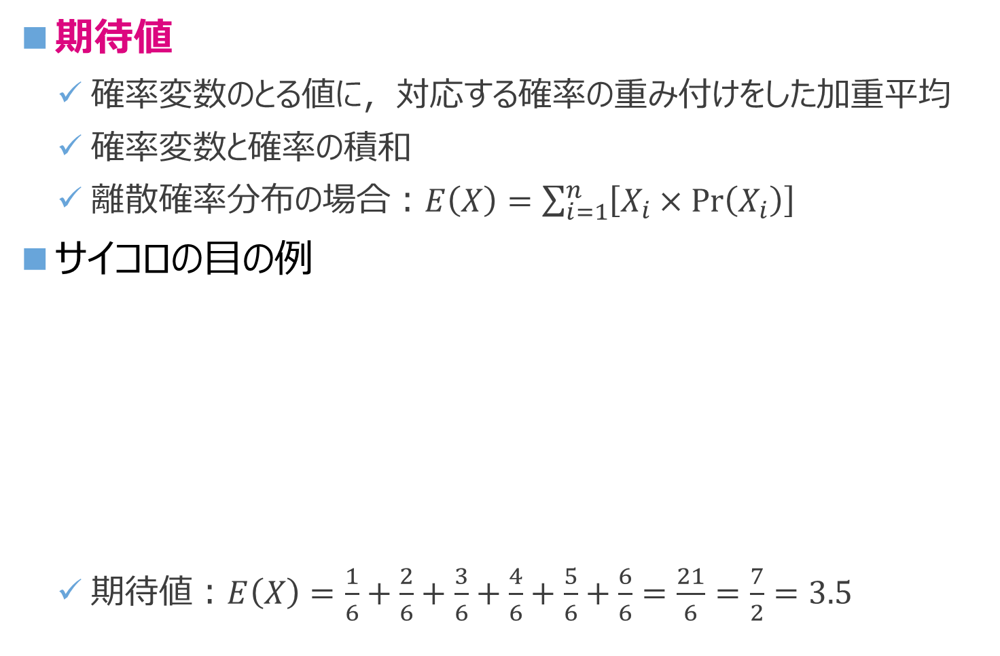 ■ 期待値
✓ 確率変数のとる値に，対応する確率の重み付けをした加重平均
✓ 確率変数と確率の積和
✓ 離散確率分布の場合：E(X) = ∑ⁿᵢ₌₁[Xᵢ × Pr(Xᵢ)]
■ サイコロの目の例
✓ 期待値：E(X) = 1/6 + 2/6 + 3/6 + 4/6 + 5/6 + 6/6 = 21/6 = 7/2 = 3.5